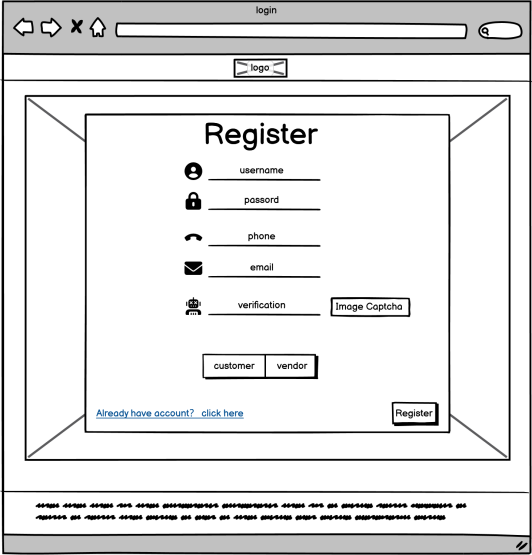 login
logo
Register
username
passord
phone
email
verification
Image Captcha
customer
vendor
Already have account? click here
Register